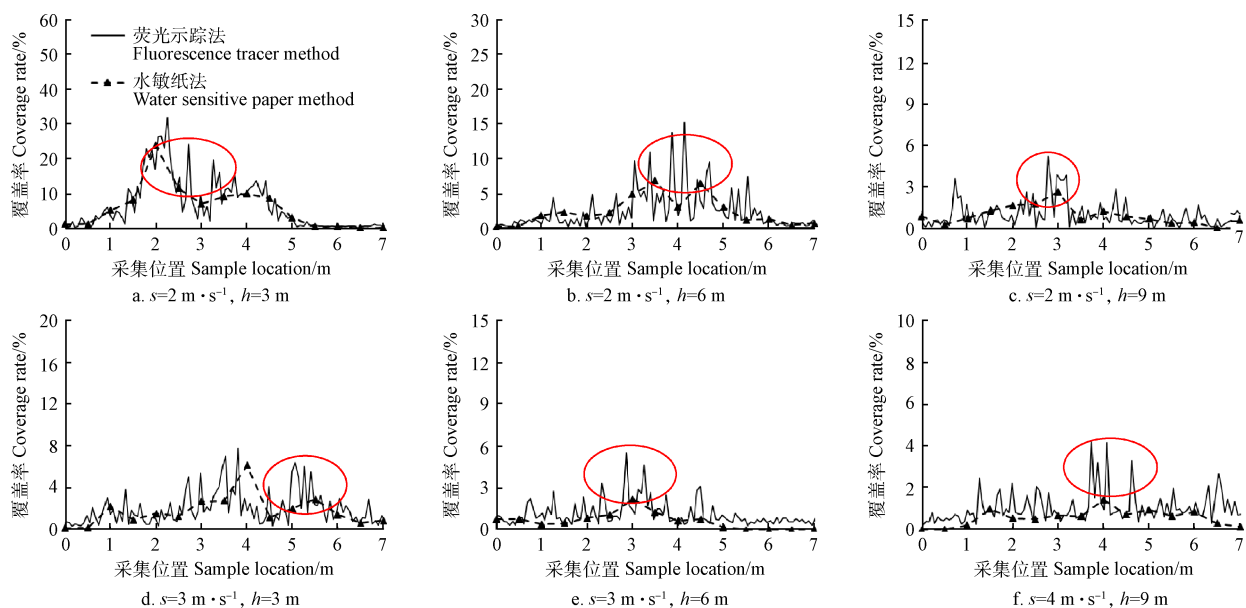 60
50
40
30
20
10
0
覆盖率 Coverage rate/%
荧光示踪法
Fluorescence tracer method
水敏纸法
Water sensitive paper method
0 1 2 3 4 5 6 7
采集位置 Sample location/m
a. s=2 m·s⁻¹, h=3 m
30
25
20
15
10
5
0
覆盖率 Coverage rate/%
0 1 2 3 4 5 6 7
采集位置 Sample location/m
b. s=2 m·s⁻¹, h=6 m
15
12
9
6
3
0
覆盖率 Coverage rate/%
0 1 2 3 4 5 6 7
采集位置 Sample location/m
c. s=2 m·s⁻¹, h=9 m
20
16
12
8
4
0
覆盖率 Coverage rate/%
0 1 2 3 4 5 6 7
采集位置 Sample location/m
d. s=3 m·s⁻¹, h=3 m
15
12
9
6
3
0
覆盖率 Coverage rate/%
0 1 2 3 4 5 6 7
采集位置 Sample location/m
e. s=3 m·s⁻¹, h=6 m
10
8
6
4
2
0
覆盖率 Coverage rate/%
0 1 2 3 4 5 6 7
采集位置 Sample location/m
f. s=4 m·s⁻¹, h=9 m